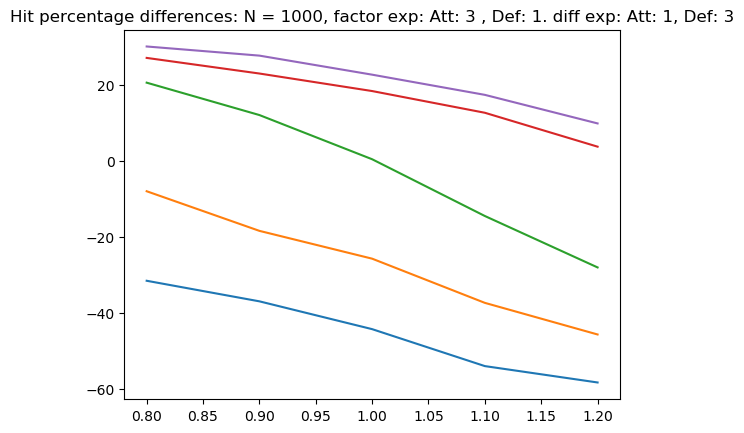 Hit percentage differences: N = 1000, factor exp: Att: 3 , Def: 1. diff exp: Att: 1, Def: 3
20
0
−20
−40
−60
0.80 0.85 0.90 0.95 1.00 1.05 1.10 1.15 1.20